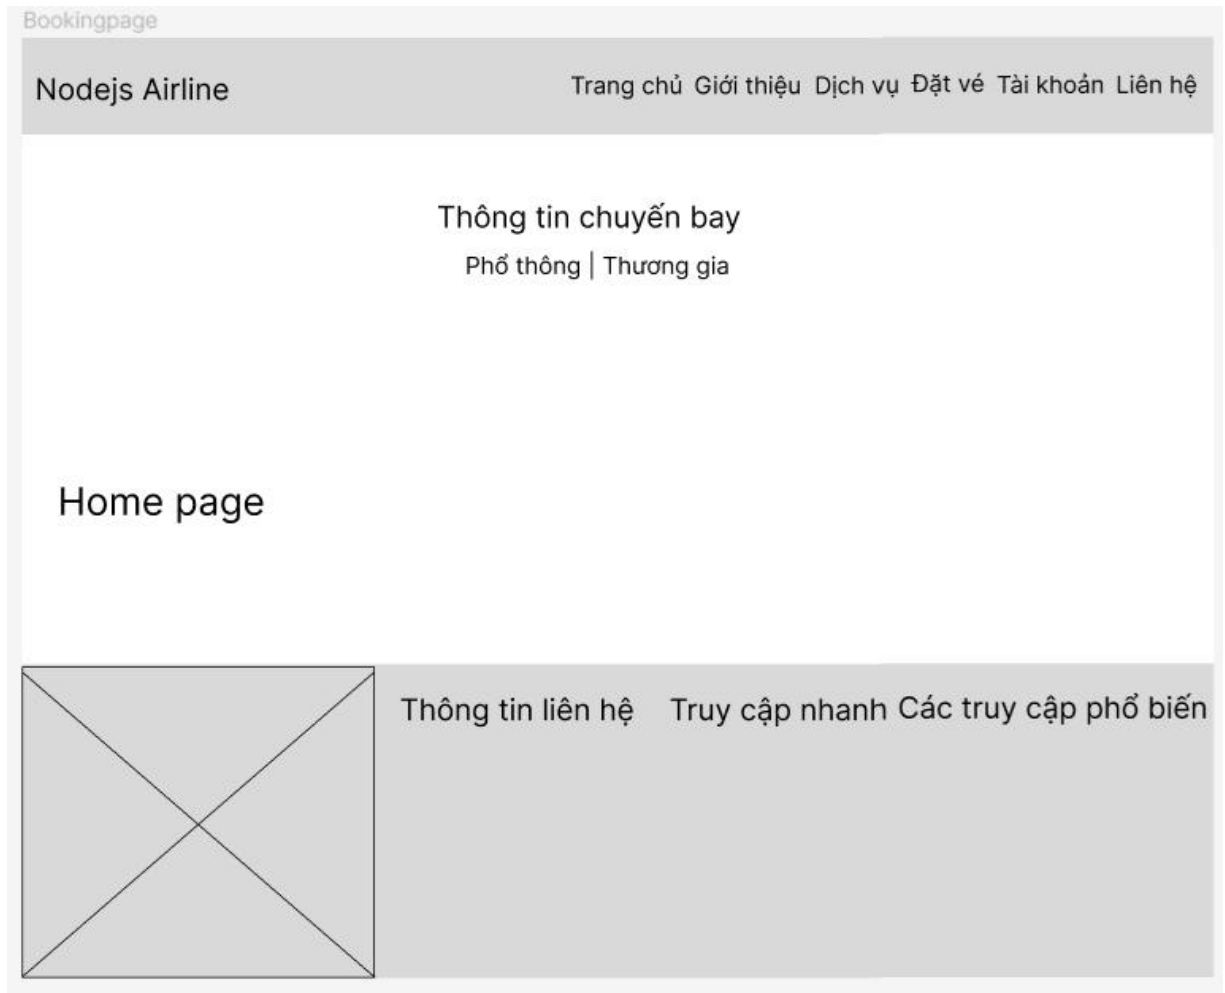 Bookingpage
Nodejs Airline
Trang chủ Giới thiệu Dịch vụ Đặt vé Tài khoản Liên hệ
Thông tin chuyến bay
Phổ thông | Thương gia
Home page
Thông tin liên hệ Truy cập nhanh Các truy cập phổ biến